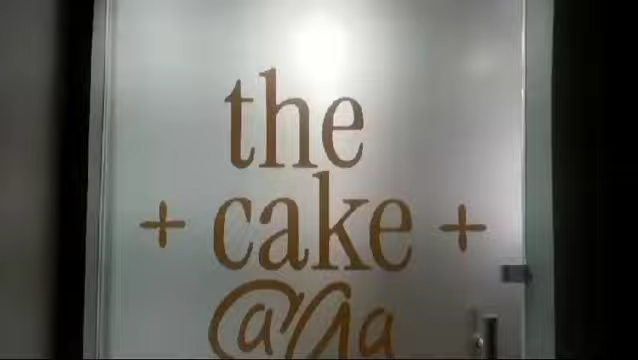 the
+ cake +